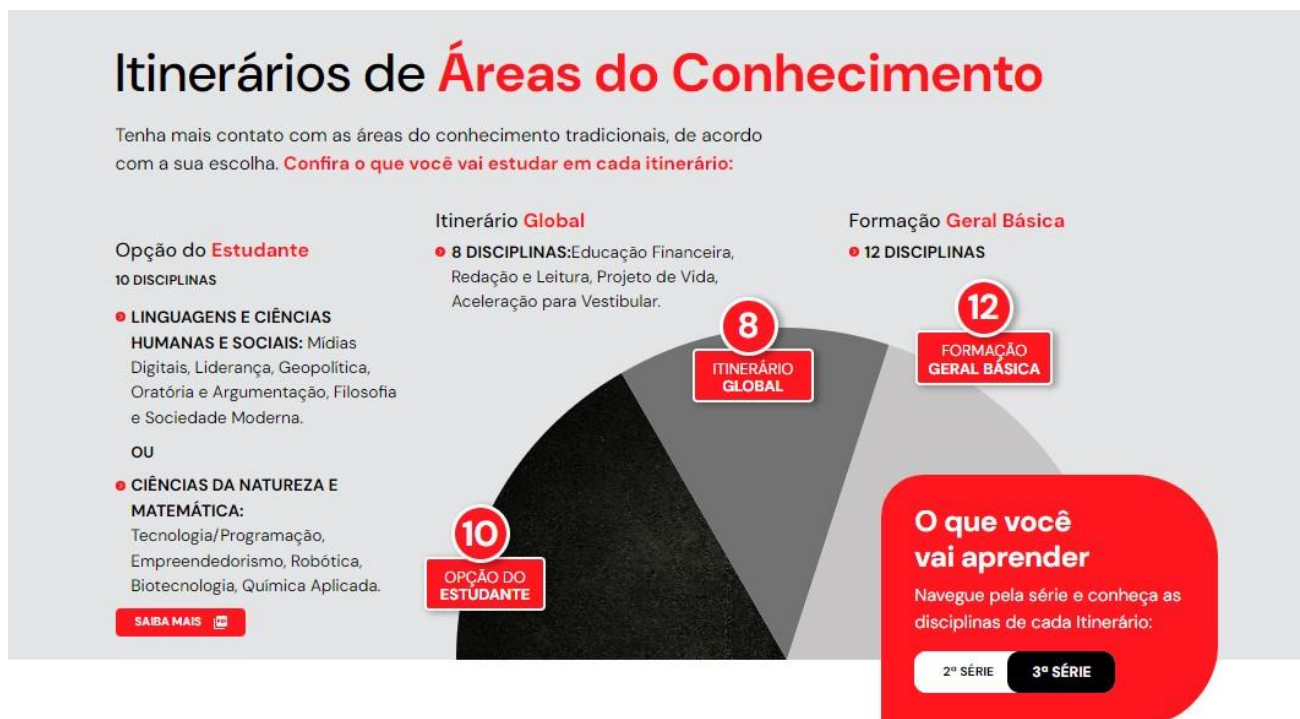 Itinerários de Áreas do Conhecimento
Tenha mais contato com as áreas do conhecimento tradicionais, de acordo
com a sua escolha. Confira o que você vai estudar em cada itinerário:
Opção do Estudante
10 DISCIPLINAS
LINGUAGENS E CIÊNCIAS
HUMANAS E SOCIAIS: Mídias
Digitais, Liderança, Geopolítica,
Oratória e Argumentação, Filosofia
e Sociedade Moderna.
OU
CIÊNCIAS DA NATUREZA E
MATEMÁTICA:
Tecnologia/Programação,
Empreendedorismo, Robótica,
Biotecnologia, Química Aplicada.
SAIBA MAIS
Itinerário Global
8 DISCIPLINAS:Educação Financeira,
Redação e Leitura, Projeto de Vida,
Aceleração para Vestibular.
Formação Geral Básica
12 DISCIPLINAS
10
OPÇÃO DO
ESTUDANTE
8
ITINERÁRIO
GLOBAL
12
FORMAÇÃO
GERAL BÁSICA
O que você
vai aprender
Navegue pela série e conheça as
disciplinas de cada Itinerário:
2ª SÉRIE
3ª SÉRIE